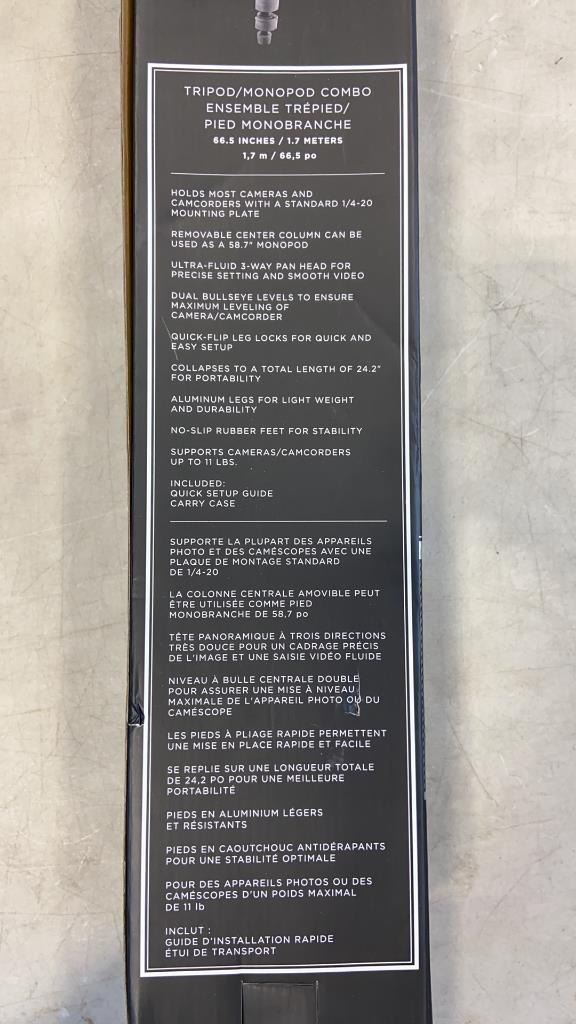 TRIPOD/MONOPOD COMBO
ENSEMBLE TRÉPIED/
PIED MONOBRANCHE
66.5 INCHES / 1.7 METERS
1,7 m / 66,5 po
HOLDS MOST CAMERAS AND
CAMCORDERS WITH A STANDARD 1/4-20
MOUNTING PLATE
REMOVABLE CENTER COLUMN CAN BE
USED AS A 58.7" MONOPOD
ULTRA-FLUID 3-WAY PAN HEAD FOR
PRECISE SETTING AND SMOOTH VIDEO
DUAL BULLSEYE LEVELS TO ENSURE
MAXIMUM LEVELING OF
CAMERA/CAMCORDER
QUICK-FLIP LEG LOCKS FOR QUICK AND
EASY SETUP
COLLAPSES TO A TOTAL LENGTH OF 24.2"
FOR PORTABILITY
ALUMINUM LEGS FOR LIGHT WEIGHT
AND DURABILITY
NO-SLIP RUBBER FEET FOR STABILITY
SUPPORTS CAMERAS/CAMCORDERS
UP TO 11 LBS.
INCLUDED:
QUICK SETUP GUIDE
CARRY CASE
SUPPORTE LA PLUPART DES APPAREILS
PHOTO ET DES CAMÉSCOPES AVEC UNE
PLAQUE DE MONTAGE STANDARD
DE 1/4-20
LA COLONNE CENTRALE AMOVIBLE PEUT
ÊTRE UTILISÉE COMME PIED
MONOBRANCHE DE 58,7 po
TÊTE PANORAMIQUE À TROIS DIRECTIONS
TRÈS DOUCE POUR UN CADRAGE PRÉCIS
DE L'IMAGE ET UNE SAISIE VIDÉO FLUIDE
NIVEAU À BULLE CENTRALE DOUBLE
POUR ASSURER UNE MISE À NIVEAU
MAXIMALE DE L'APPAREIL PHOTO OU DU
CAMÉSCOPE
LES PIEDS À PLIAGE RAPIDE PERMETTENT
UNE MISE EN PLACE RAPIDE ET FACILE
SE REPLIE SUR UNE LONGUEUR TOTALE
DE 24,2 PO POUR UNE MEILLEURE
PORTABILITÉ
PIEDS EN ALUMINIUM LÉGERS
ET RÉSISTANTS
PIEDS EN CAOUTCHOUC ANTIDÉRAPANTS
POUR UNE STABILITÉ OPTIMALE
POUR DES APPAREILS PHOTOS OU DES
CAMÉSCOPES D'UN POIDS MAXIMAL
DE 11 lb
INCLUT :
GUIDE D'INSTALLATION RAPIDE
ÉTUI DE TRANSPORT